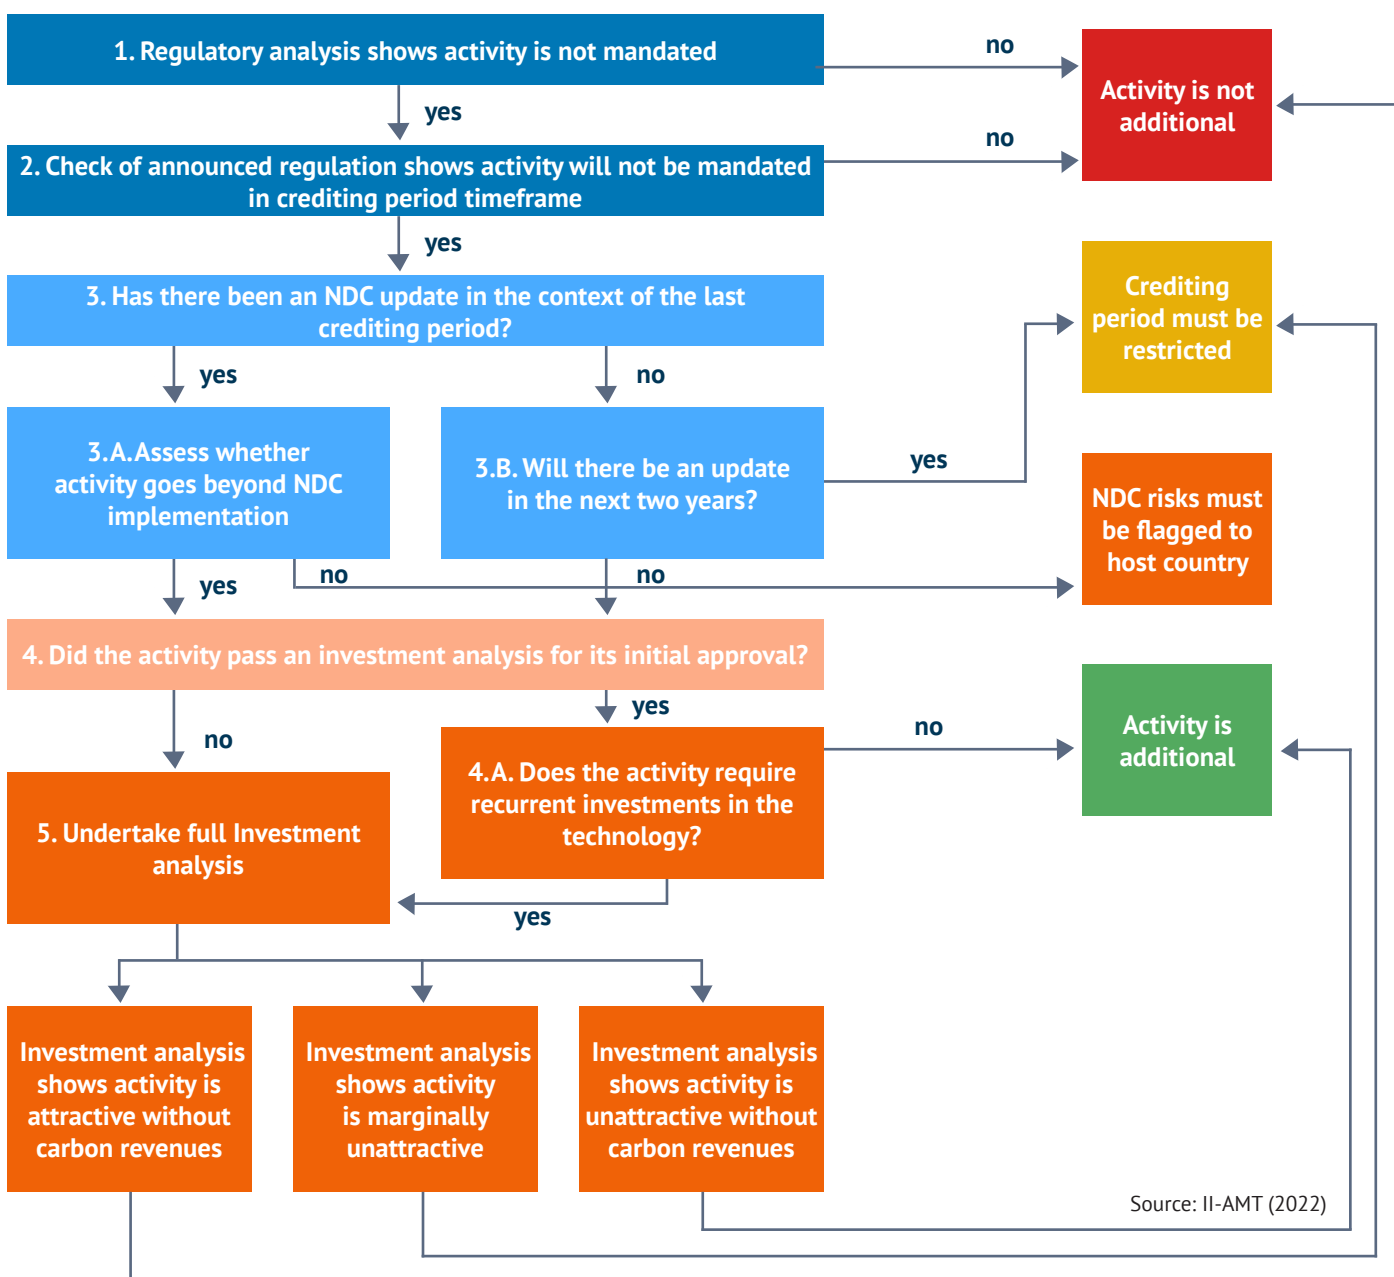 1. Regulatory analysis shows activity is not mandated
no
Activity is not
additional
yes
2. Check of announced regulation shows activity will not be mandated
in crediting period timeframe
no
yes
3. Has there been an NDC update in the context of the last
crediting period?
Crediting
period must be
restricted
yes
no
3.A. Assess whether
activity goes beyond NDC
implementation
3.B. Will there be an update
in the next two years?
yes
NDC risks must
be flagged to
host country
yes
no
no
4. Did the activity pass an investment analysis for its initial approval?
no
yes
4.A. Does the activity require
recurrent investments in the
technology?
no
Activity is
additional
5. Undertake full Investment
analysis
yes
Investment analysis
shows activity is
attractive without
carbon revenues
Investment analysis
shows activity
is marginally
unattractive
Investment analysis
shows activity is
unattractive without
carbon revenues
Source: II-AMT (2022)